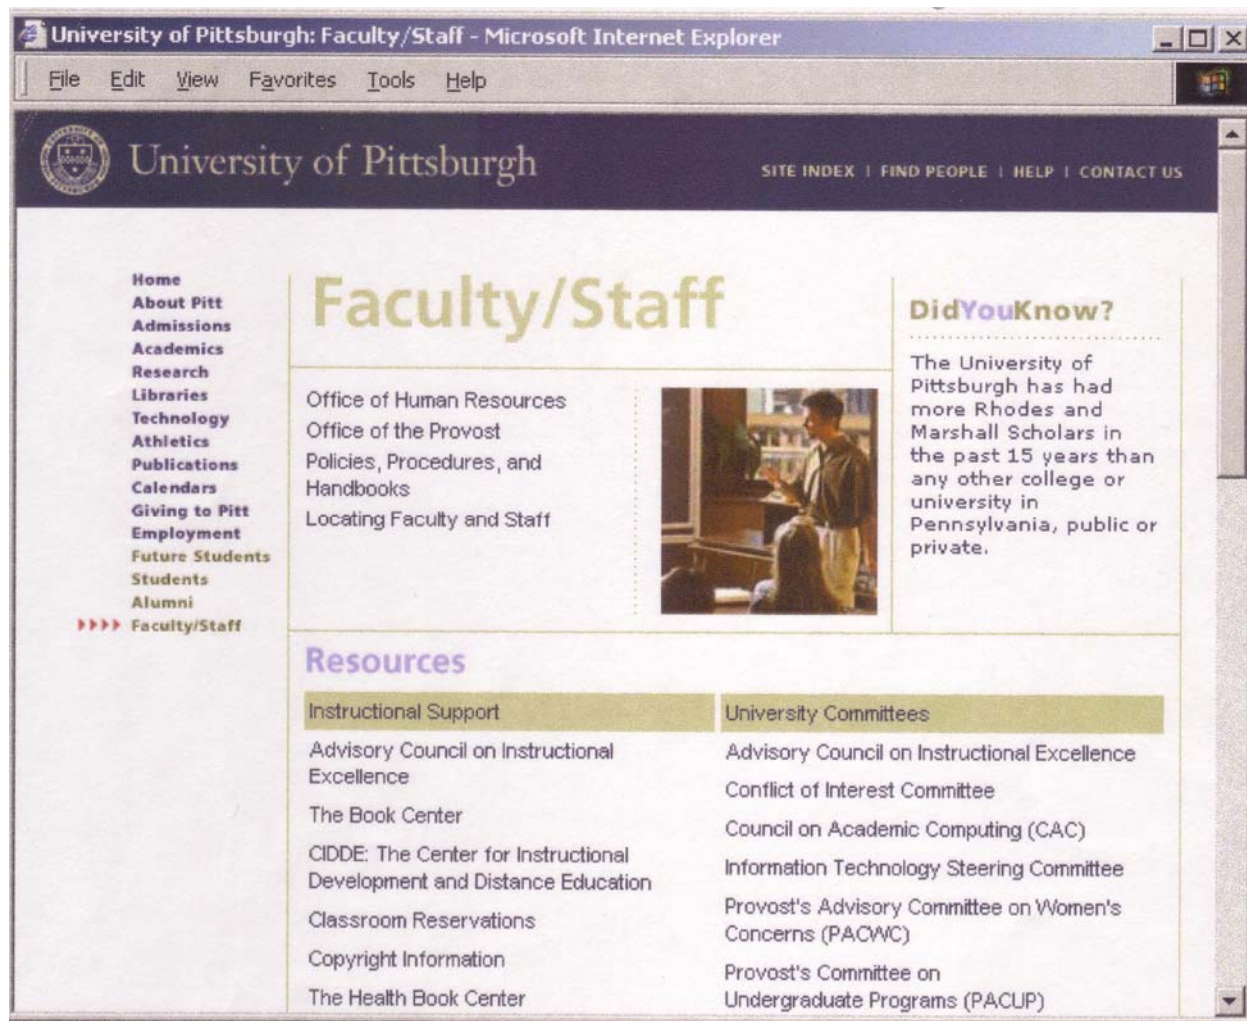 University of Pittsburgh: Faculty/Staff - Microsoft Internet Explorer
File Edit View Favorites Tools Help
University of Pittsburgh
SITE INDEX | FIND PEOPLE | HELP | CONTACT US
Home
About Pitt
Admissions
Academics
Research
Libraries
Technology
Athletics
Publications
Calendars
Giving to Pitt
Employment
Future Students
Students
Alumni
Faculty/Staff
Faculty/Staff
Office of Human Resources
Office of the Provost
Policies, Procedures, and
Handbooks
Locating Faculty and Staff
DidYouKnow?
The University of
Pittsburgh has had
more Rhodes and
Marshall Scholars in
the past 15 years than
any other college or
university in
Pennsylvania, public or
private.
Resources
Instructional Support
Advisory Council on Instructional
Excellence
The Book Center
CIDDE: The Center for Instructional
Development and Distance Education
Classroom Reservations
Copyright Information
The Health Book Center
University Committees
Advisory Council on Instructional Excellence
Conflict of Interest Committee
Council on Academic Computing (CAC)
Information Technology Steering Committee
Provost's Advisory Committee on Women's
Concerns (PACWC)
Provost's Committee on
Undergraduate Programs (PACUP)